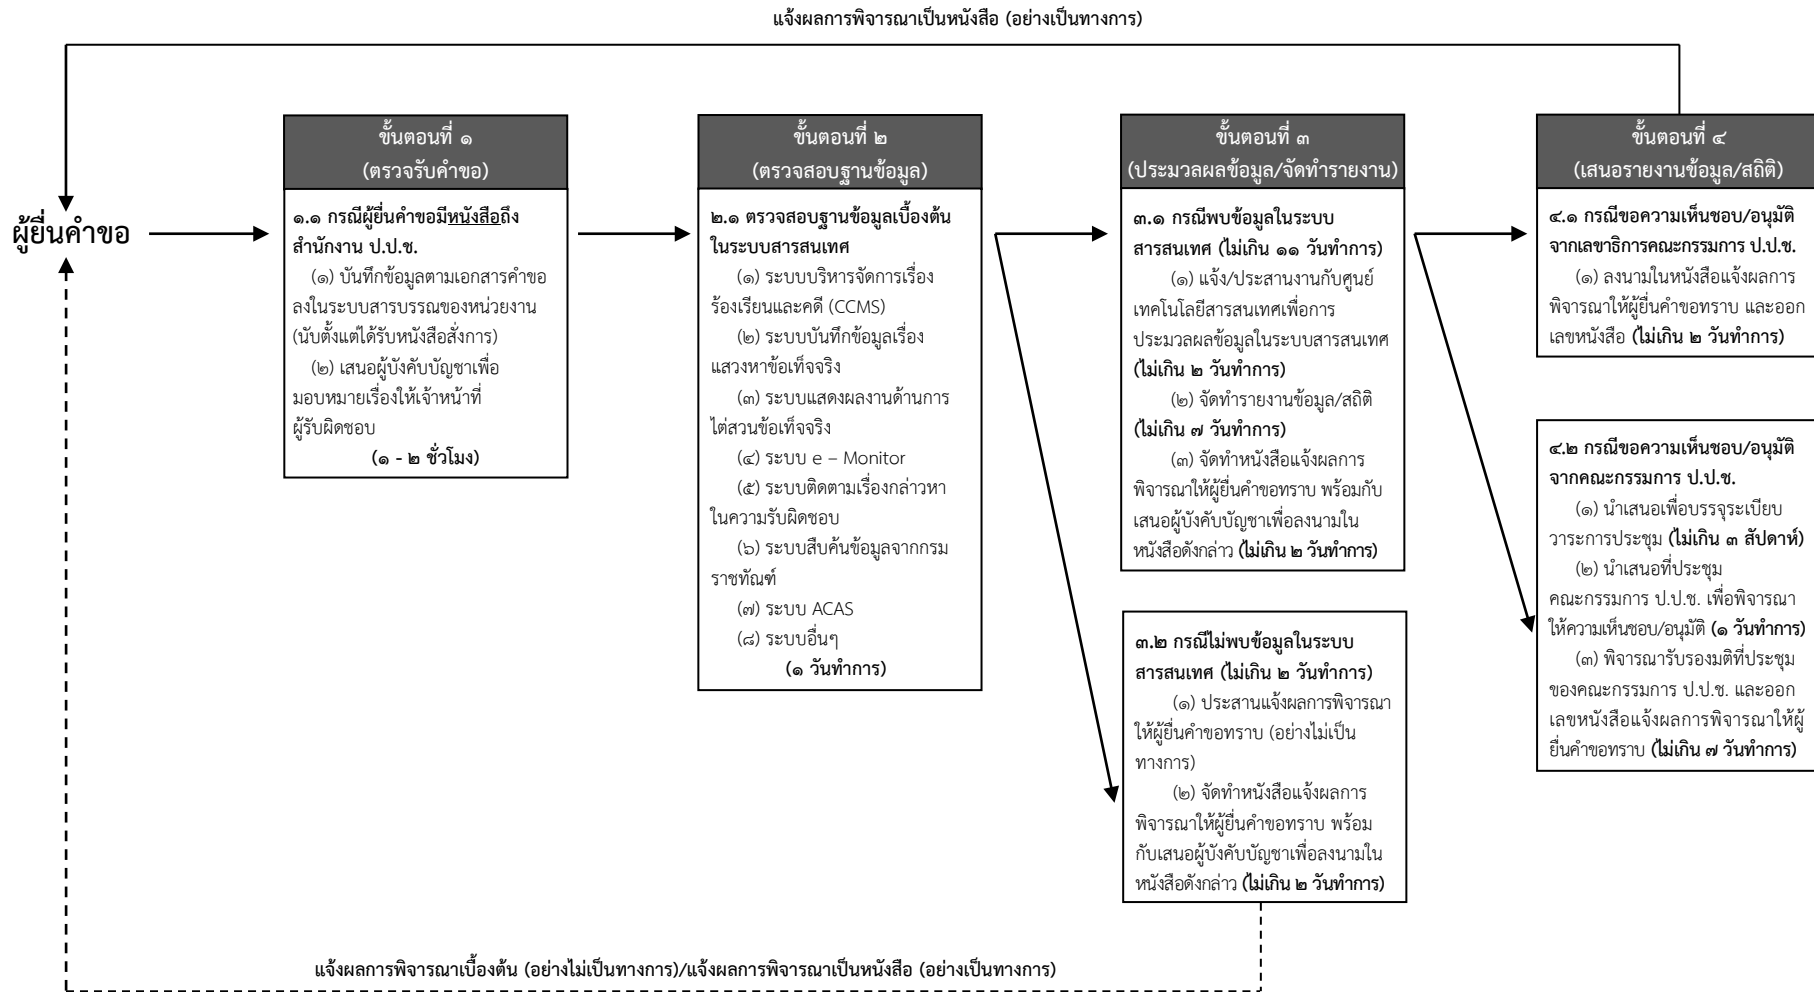 แจ้งผลการพิจารณาเป็นหนังสือ (อย่างเป็นทางการ)
ผู้ยื่นคำขอ
ขั้นตอนที่ ๑
(ตรวจรับคำขอ)
๑.๑ กรณีผู้ยื่นคำขอมีหนังสือถึง
สำนักงาน ป.ป.ช.
(๑) บันทึกข้อมูลตามเอกสารคำขอ
ลงในระบบสารบรรณของหน่วยงาน
(นับตั้งแต่ได้รับหนังสือสั่งการ)
(๒) เสนอผู้บังคับบัญชาเพื่อ
มอบหมายเรื่องให้เจ้าหน้าที่
ผู้รับผิดชอบ
(๑ - ๒ ชั่วโมง)
ขั้นตอนที่ ๒
(ตรวจสอบฐานข้อมูล)
๒.๑ ตรวจสอบฐานข้อมูลเบื้องต้น
ในระบบสารสนเทศ
(๑) ระบบบริหารจัดการเรื่อง
ร้องเรียนและคดี (CCMS)
(๒) ระบบบันทึกข้อมูลเรื่อง
แสวงหาข้อเท็จจริง
(๓) ระบบแสดงผลงานด้านการ
ไต่สวนข้อเท็จจริง
(๔) ระบบ e – Monitor
(๕) ระบบติดตามเรื่องกล่าวหา
ในความรับผิดชอบ
(๖) ระบบสืบค้นข้อมูลจากกรม
ราชทัณฑ์
(๗) ระบบ ACAS
(๘) ระบบอื่นๆ
(๑ วันทำการ)
ขั้นตอนที่ ๓
(ประมวลผลข้อมูล/จัดทำรายงาน)
๓.๑ กรณีพบข้อมูลในระบบ
สารสนเทศ (ไม่เกิน ๑๑ วันทำการ)
(๑) แจ้ง/ประสานงานกับศูนย์
เทคโนโลยีสารสนเทศเพื่อการ
ประมวลผลข้อมูลในระบบสารสนเทศ
(ไม่เกิน ๒ วันทำการ)
(๒) จัดทำรายงานข้อมูล/สถิติ
(ไม่เกิน ๗ วันทำการ)
(๓) จัดทำหนังสือแจ้งผลการ
พิจารณาให้ผู้ยื่นคำขอทราบ พร้อมกับ
เสนอผู้บังคับบัญชาเพื่อลงนามใน
หนังสือดังกล่าว (ไม่เกิน ๒ วันทำการ)
๓.๒ กรณีไม่พบข้อมูลในระบบ
สารสนเทศ (ไม่เกิน ๒ วันทำการ)
(๑) ประสานแจ้งผลการพิจารณา
ให้ผู้ยื่นคำขอทราบ (อย่างไม่เป็น
ทางการ)
(๒) จัดทำหนังสือแจ้งผลการ
พิจารณาให้ผู้ยื่นคำขอทราบ พร้อม
กับเสนอผู้บังคับบัญชาเพื่อลงนามใน
หนังสือดังกล่าว (ไม่เกิน ๒ วันทำการ)
ขั้นตอนที่ ๔
(เสนอรายงานข้อมูล/สถิติ)
๔.๑ กรณีขอความเห็นชอบ/อนุมัติ
จากเลขาธิการคณะกรรมการ ป.ป.ช.
(๑) ลงนามในหนังสือแจ้งผลการ
พิจารณาให้ผู้ยื่นคำขอทราบ และออก
เลขหนังสือ (ไม่เกิน ๒ วันทำการ)
๔.๒ กรณีขอความเห็นชอบ/อนุมัติ
จากคณะกรรมการ ป.ป.ช.
(๑) นำเสนอเพื่อบรรจุระเบียบ
วาระการประชุม (ไม่เกิน ๓ สัปดาห์)
(๒) นำเสนอที่ประชุม
คณะกรรมการ ป.ป.ช. เพื่อพิจารณา
ให้ความเห็นชอบ/อนุมัติ (๑ วันทำการ)
(๓) พิจารณารับรองมติที่ประชุม
ของคณะกรรมการ ป.ป.ช. และออก
เลขหนังสือแจ้งผลการพิจารณาให้ผู้
ยื่นคำขอทราบ (ไม่เกิน ๗ วันทำการ)
แจ้งผลการพิจารณาเบื้องต้น (อย่างไม่เป็นทางการ)/แจ้งผลการพิจารณาเป็นหนังสือ (อย่างเป็นทางการ)